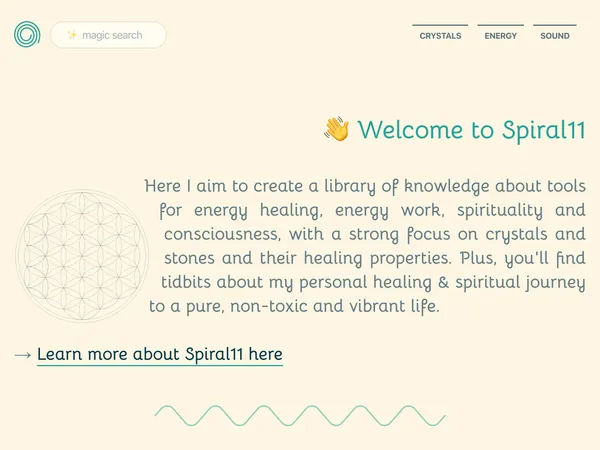 ✨ magic search
CRYSTALS
ENERGY
SOUND
👋 Welcome to Spiral11
Here I aim to create a library of knowledge about tools
for energy healing, energy work, spirituality and
consciousness, with a strong focus on crystals and
stones and their healing properties. Plus, you'll find
tidbits about my personal healing & spiritual journey
to a pure, non-toxic and vibrant life.
→ Learn more about Spiral11 here